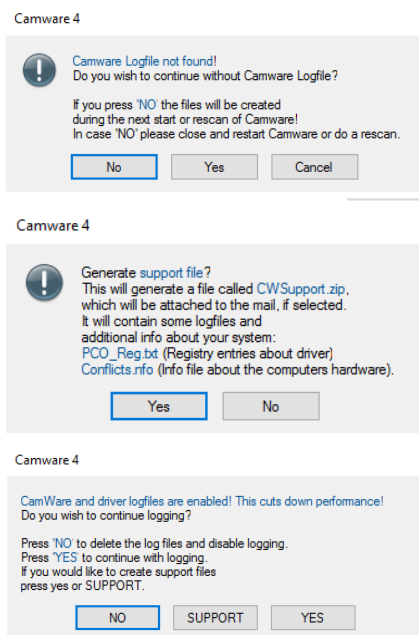 Camware 4
Camware Logfile not found!
Do you wish to continue without Camware Logfile?
If you press 'NO' the files will be created
during the next start or rescan of Camware!
In case 'NO' please close and restart Camware or do a rescan.
No Yes Cancel
Camware 4
Generate support file?
This will generate a file called CWSupport.zip,
which will be attached to the mail, if selected.
It will contain some logfiles and
additional info about your system:
PCO_Reg.txt (Registry entries about driver)
Conflicts.nfo (Info file about the computers hardware).
Yes No
Camware 4
CamWare and driver logfiles are enabled! This cuts down performance!
Do you wish to continue logging?
Press 'NO' to delete the log files and disable logging.
Press 'YES' to continue with logging.
If you would like to create support files
press yes or SUPPORT.
NO SUPPORT YES